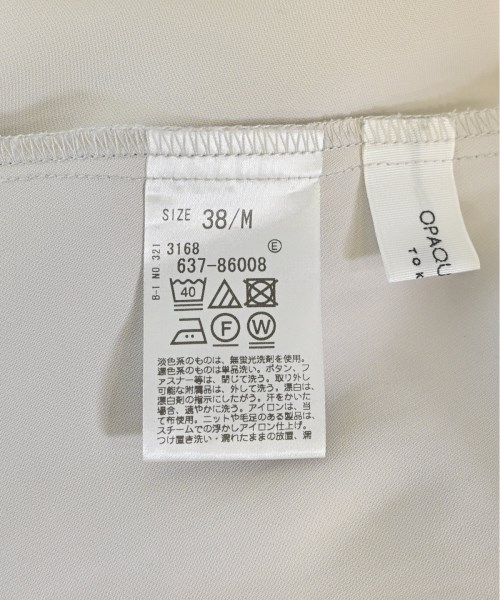 SIZE 38/M
B-1 NO 321
3168
Ⓔ
637-86008
40
F
W
淡色系のものは、無蛍光洗剤を使用。
濃色系のものは単品洗い。ボタン、フ
ァスナー等は、閉じて洗う。取り外し
可能な附属品は、外して洗う。漂白は、
漂白剤の指示にしたがう。汗をかいた
場合、速やかに洗う。アイロンは、当
て布使用。ニットや毛足のある製品は、
スチームでの浮かしアイロン仕上げ。
つけ置き洗い・濡れたままの放置、濡
OPAQU
TOK